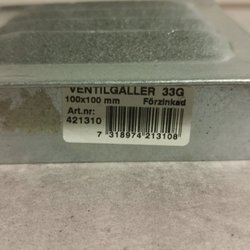 VENTILGALLER 33G
100x100 mm Förzinkad
Art.nr:
421310
7 318974 213108